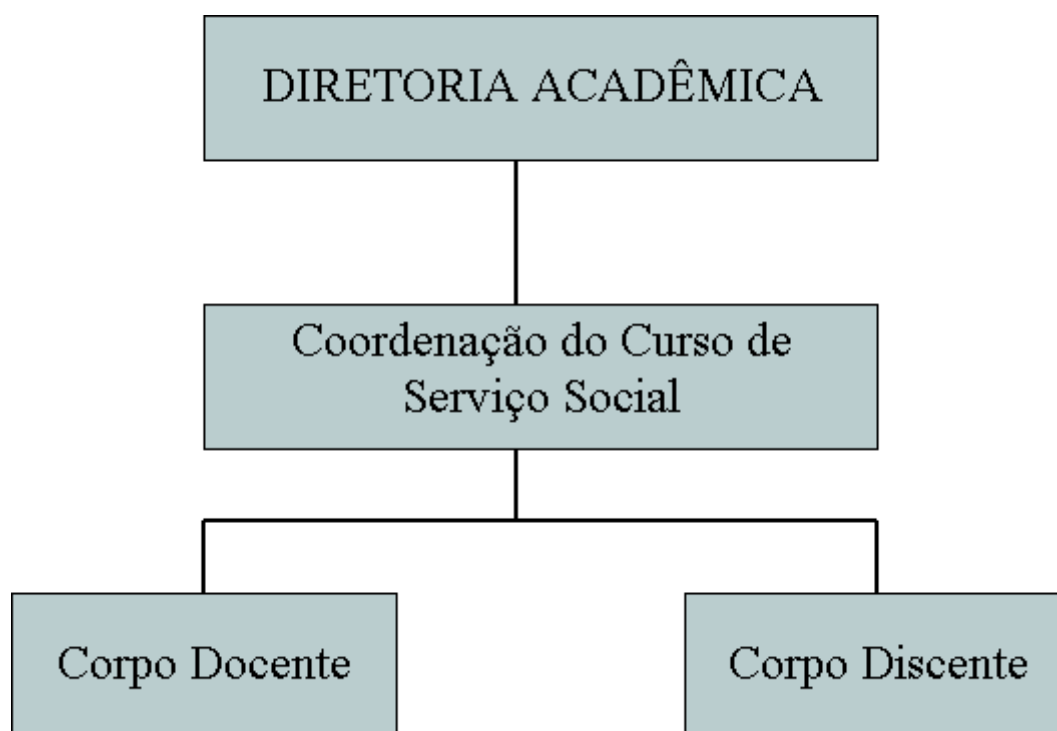 DIRETORIA ACADÊMICA
Coordenação do Curso de
Serviço Social
Corpo Docente
Corpo Discente